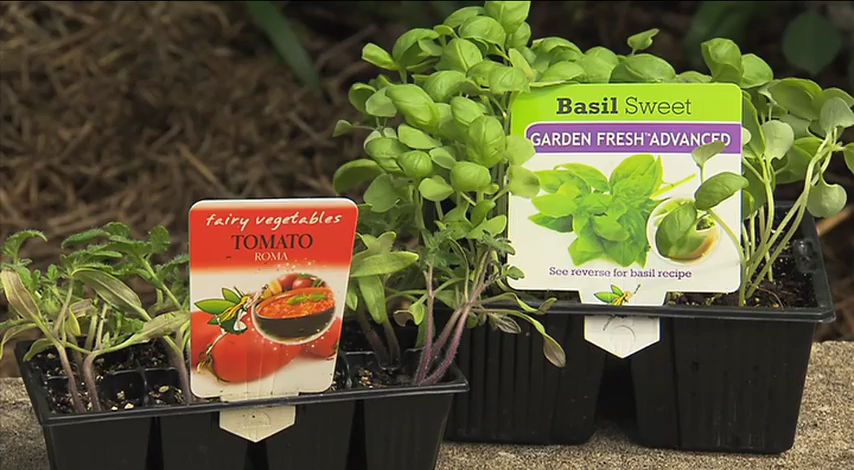 fairy vegetables
TOMATO
ROMA
Basil Sweet
GARDEN FRESH™ADVANCED
See reverse for basil recipe